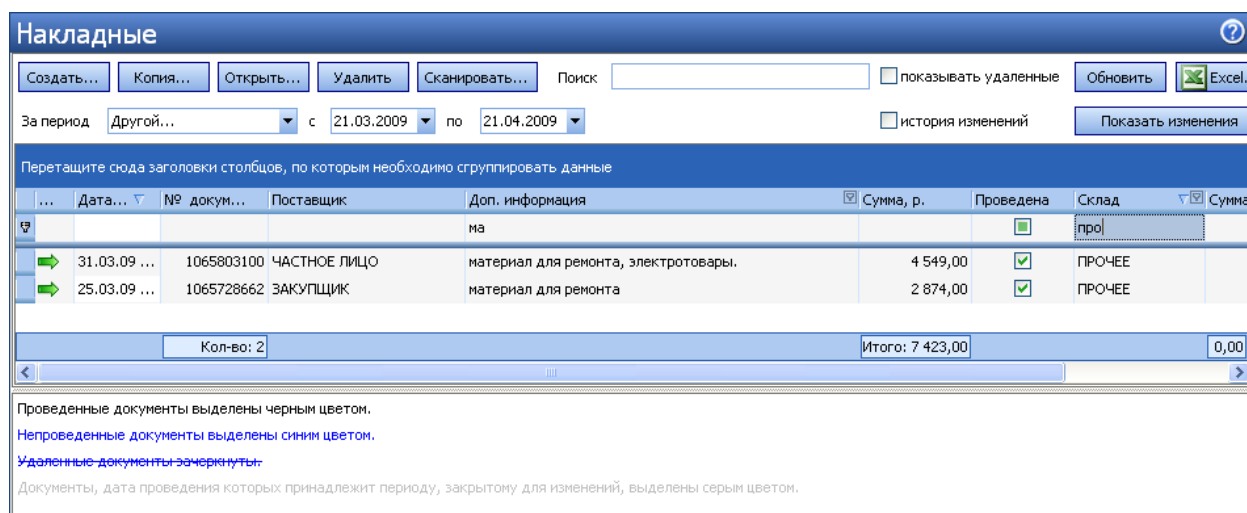 Накладные
Создать... Копия... Открыть... Удалить Сканировать... Поиск показывать удаленные Обновить Excel.
За период Другой... с 21.03.2009 по 21.04.2009 история изменений Показать изменения
Перетащите сюда заголовки столбцов, по которым необходимо сгруппировать данные
... Дата... № докум... Поставщик Доп. информация Сумма, р. Проведена Склад Сумма
ма про
31.03.09 ... 1065803100 ЧАСТНОЕ ЛИЦО материал для ремонта, электротовары. 4 549,00 ПРОЧЕЕ
25.03.09 ... 1065728662 ЗАКУПЩИК материал для ремонта 2 874,00 ПРОЧЕЕ
Кол-во: 2 Итого: 7 423,00 0,00
Проведенные документы выделены черным цветом.
Непроведенные документы выделены синим цветом.
Удаленные документы зачеркнуты.
Документы, дата проведения которых принадлежит периоду, закрытому для изменений, выделены серым цветом.